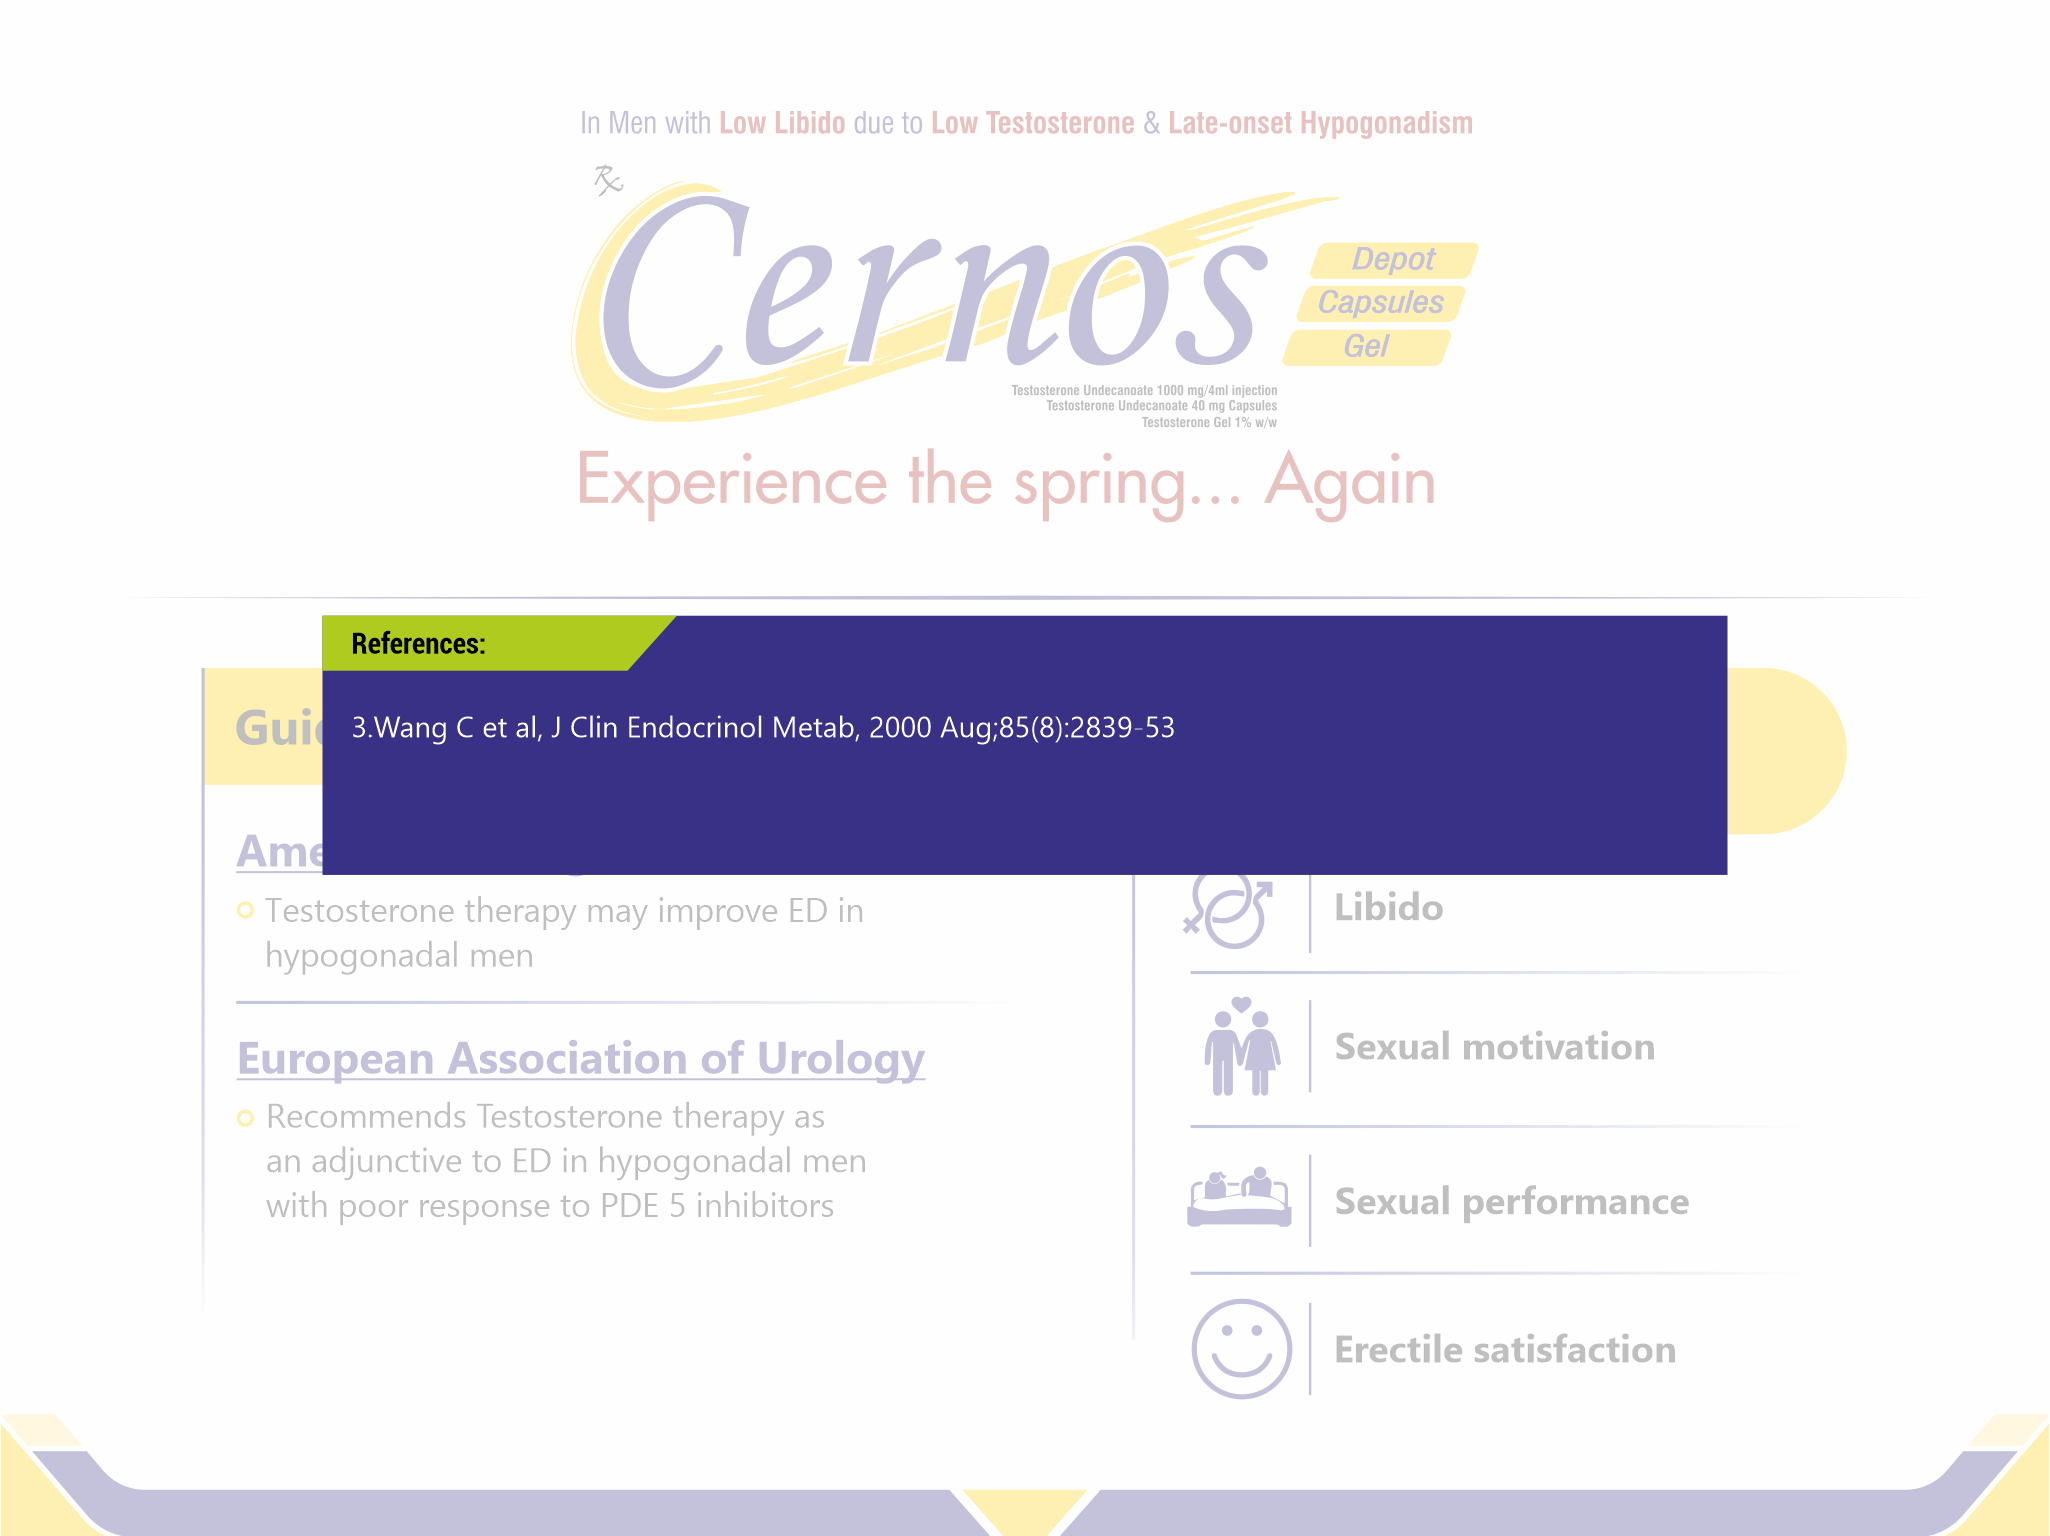 In Men with Low Libido due to Low Testosterone & Late-onset Hypogonadism
Rx
Cernos
Depot
Capsules
Gel
Testosterone Undecanoate 1000 mg/4ml injection
Testosterone Undecanoate 40 mg Capsules
Testosterone Gel 1% w/w
Experience the spring... Again
References:
3.Wang C et al, J Clin Endocrinol Metab, 2000 Aug;85(8):2839-53
Testosterone therapy may improve ED in
hypogonadal men
European Association of Urology
Recommends Testosterone therapy as
an adjunctive to ED in hypogonadal men
with poor response to PDE 5 inhibitors
Libido
Sexual motivation
Sexual performance
Erectile satisfaction